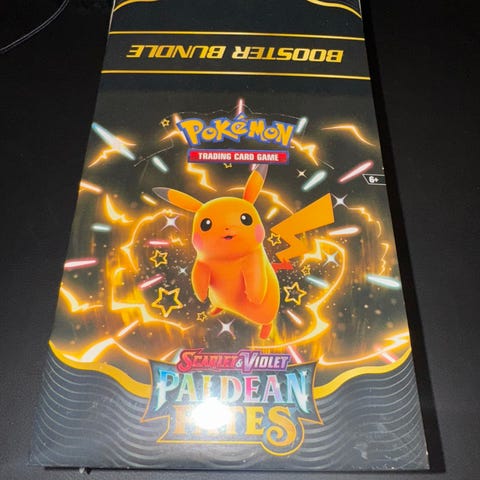 BOOSTER BUNDLE
POKÉMON
TRADING CARD GAME
6+
SCARLET & VIOLET
PALDEAN
FATES